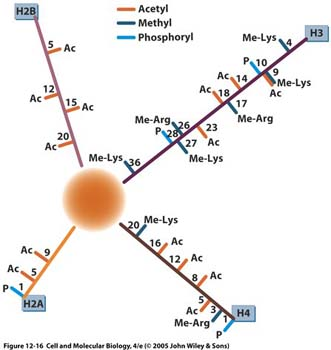 H2B
Acetyl
Methyl
Phosphoryl
H3
5
Ac
12
Ac
15
Ac
20
Ac
Me-Lys
4
P
10
9
Me-Lys
Ac
Ac
14
Ac
18
17
Me-Arg
Me-Arg
26
P
28
23
Ac
27
Me-Lys
Me-Lys
36
20
Me-Lys
16
Ac
12
Ac
8
Ac
Ac
5
Me-Arg
3
P
1
H4
9
Ac
Ac
5
P
1
H2A
Figure 12-16 Cell and Molecular Biology, 4/e (© 2005 John Wiley & Sons)